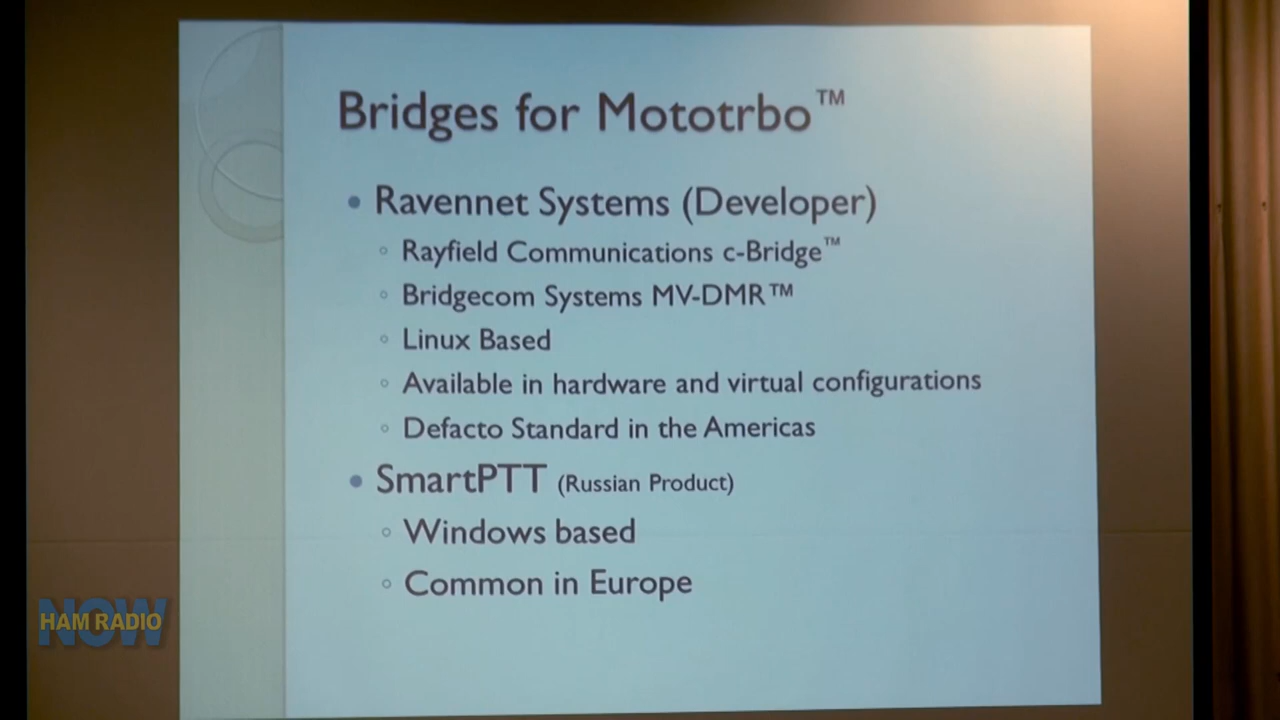 Bridges for Mototrbo™
• Ravennet Systems (Developer)
◦ Rayfield Communications c-Bridge™
◦ Bridgecom Systems MV-DMR™
◦ Linux Based
◦ Available in hardware and virtual configurations
◦ Defacto Standard in the Americas
• SmartPTT (Russian Product)
◦ Windows based
◦ Common in Europe
HAM RADIO
NOW